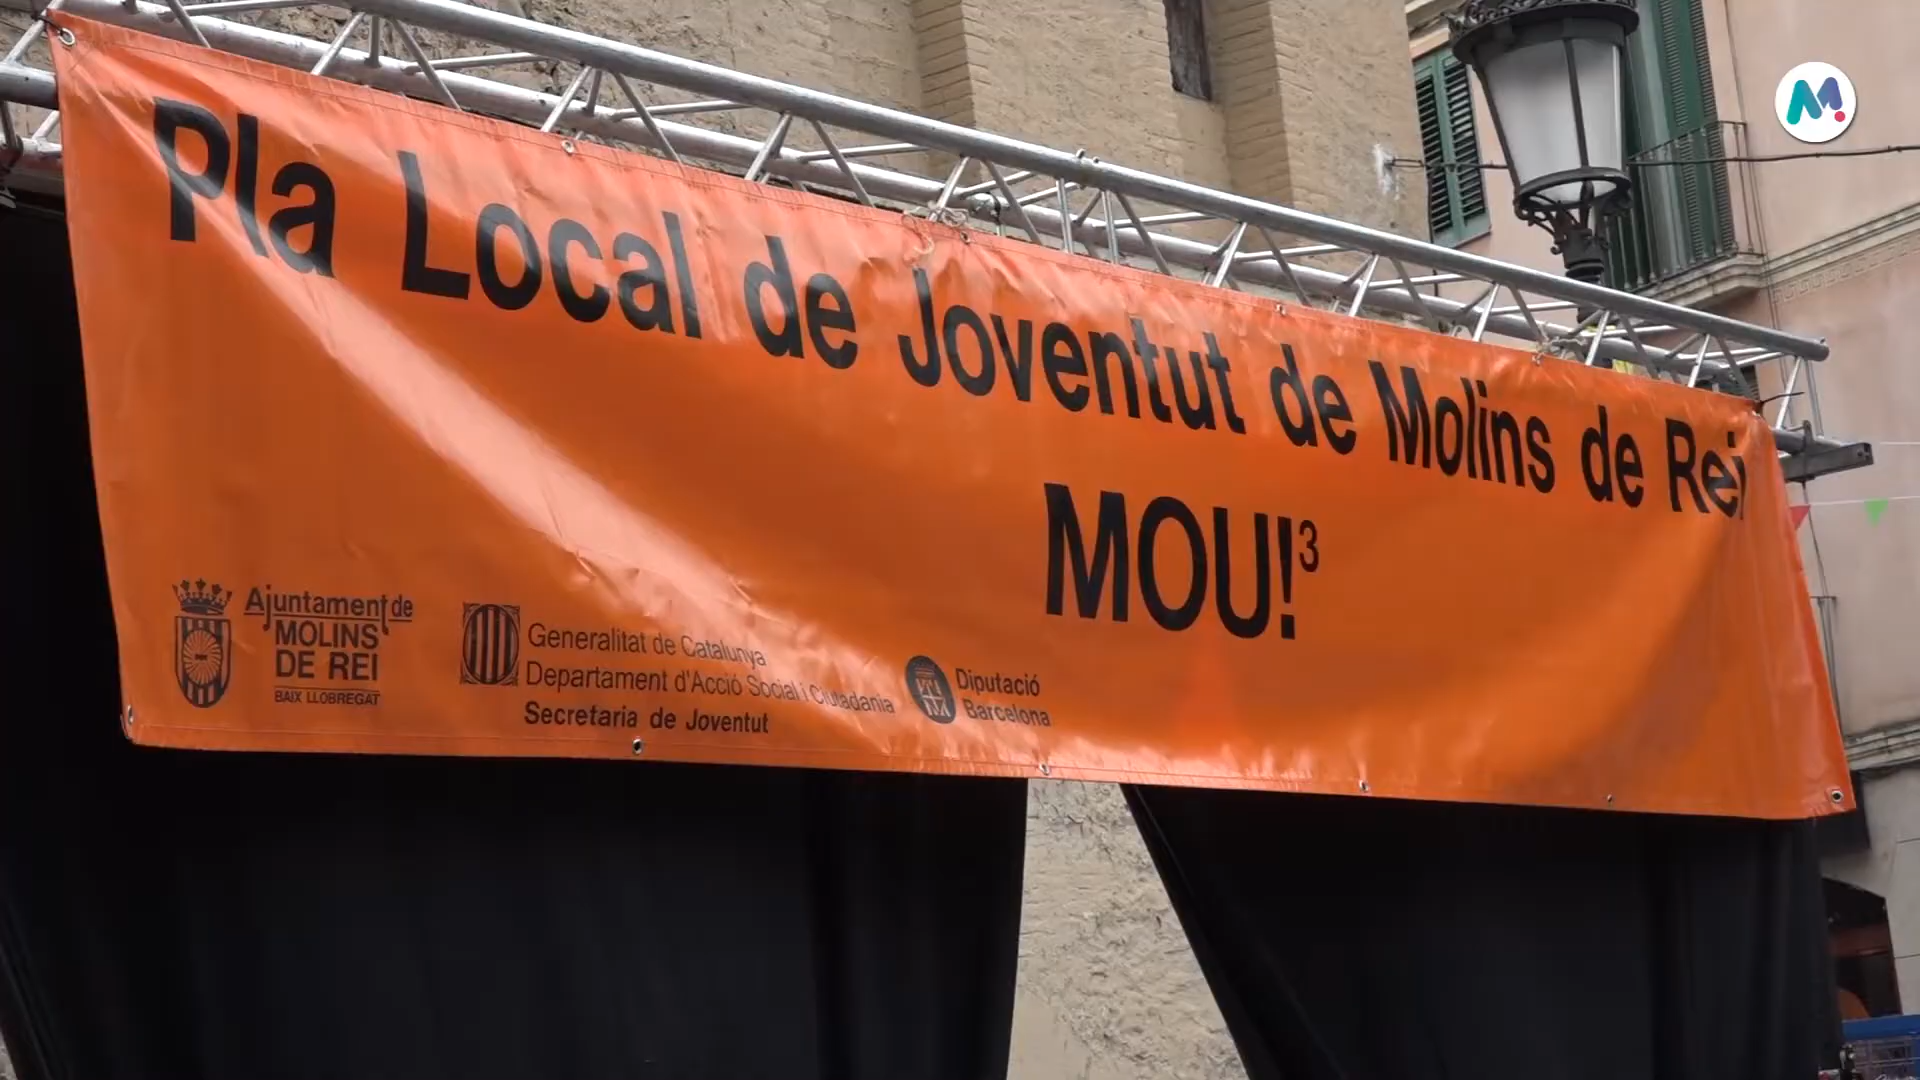 Pla Local de Joventut de Molins de Rei
MOU!³
Ajuntament de
MOLINS
DE REI
BAIX LLOBREGAT
Generalitat de Catalunya
Departament d'Acció Social i Ciutadania
Secretaria de Joventut
Diputació
Barcelona
M